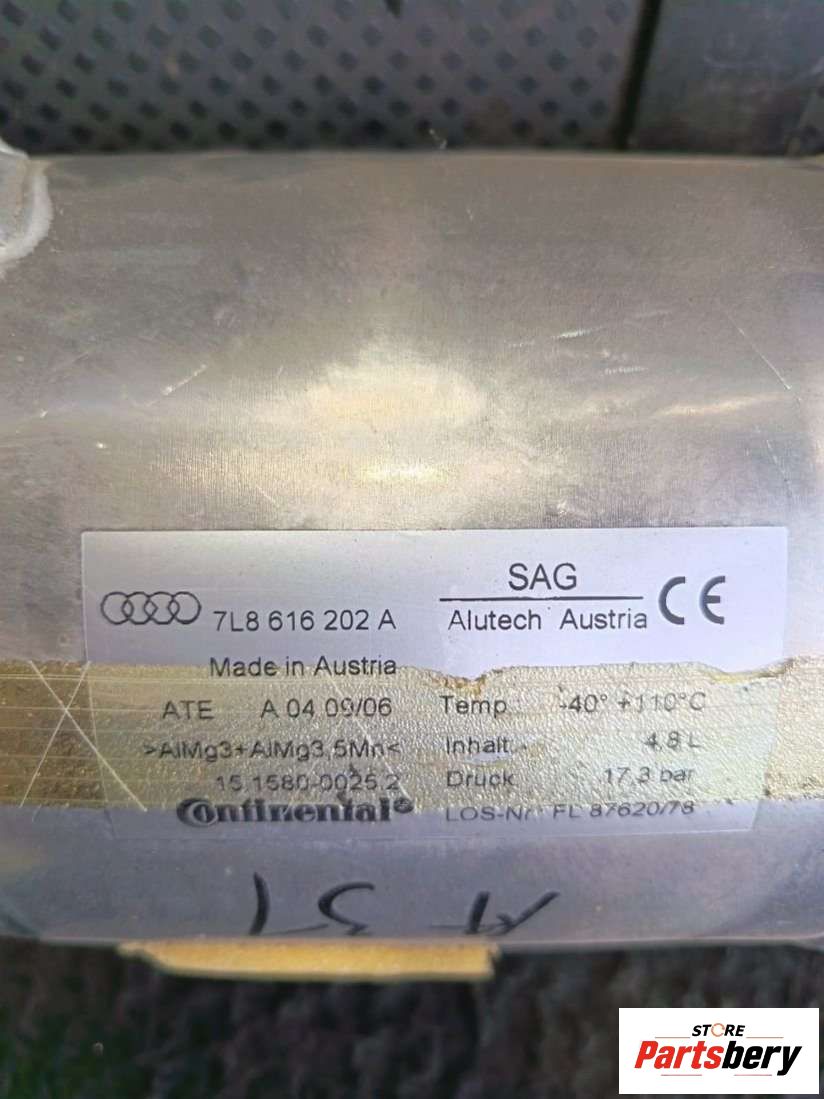 7L8 616 202 A
SAG
Alutech Austria CE
Made in Austria
ATE A 04 09/06
>AlMg3+AlMg3,5Mn<
15.1580-0025.2
Continental®
Temp.: -40° +110°C
Inhalt: 4,8 L
Druck 17,3 bar
LOS-Nr FL 87620/78
STORE
Partsbery